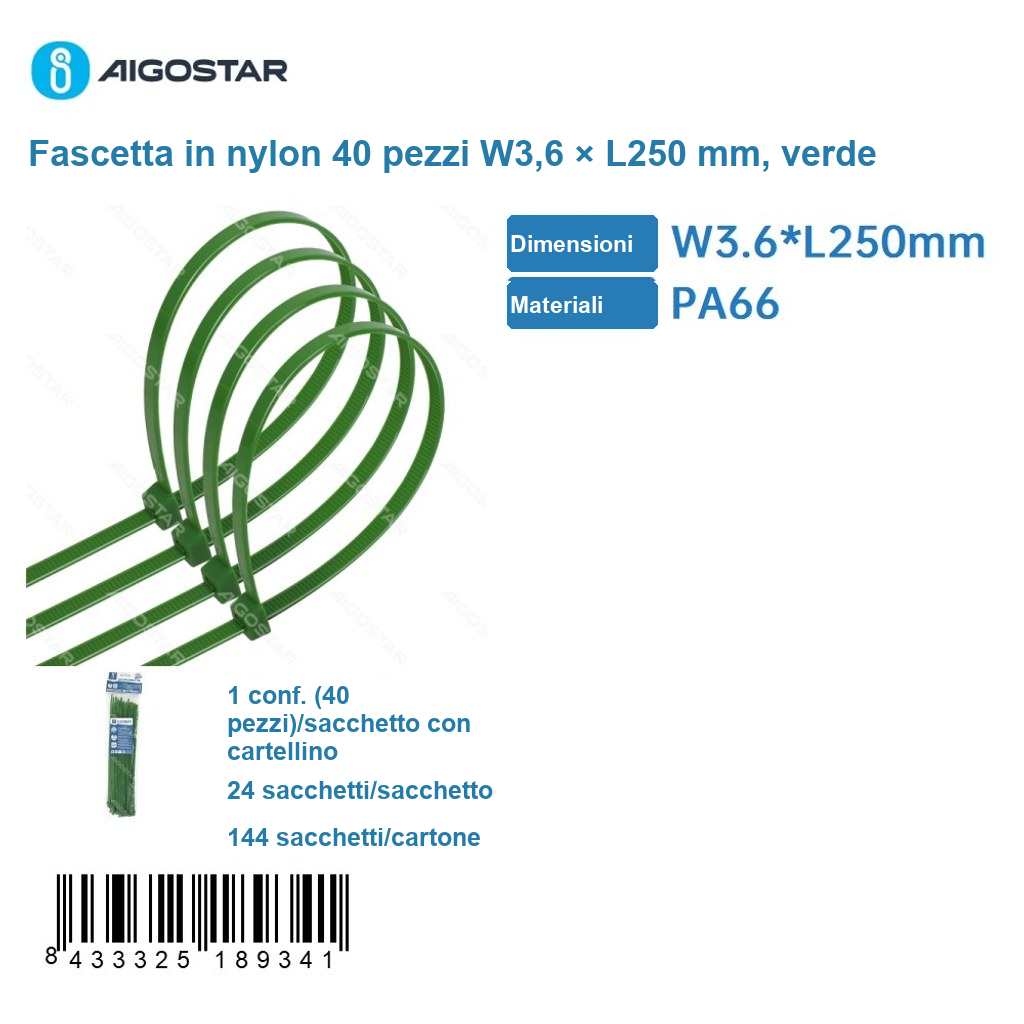 AIGOSTAR
Fascetta in nylon 40 pezzi W3,6 × L250 mm, verde
Dimensioni W3.6*L250mm
Materiali PA66
1 conf. (40
pezzi)/sacchetto con
cartellino
24 sacchetti/sacchetto
144 sacchetti/cartone
8 433325 189341